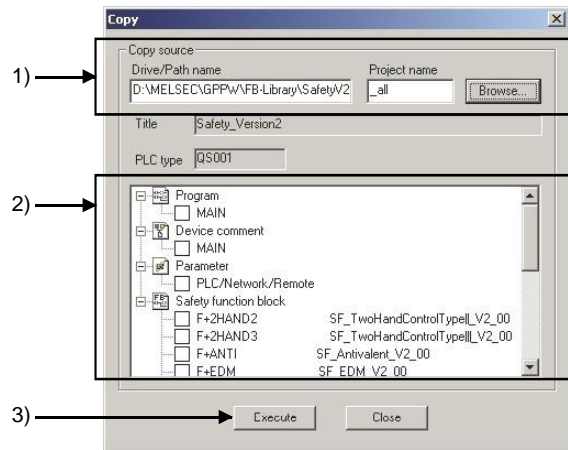 Copy
Copy source
Drive/Path name Project name
1)
D:\MELSEC\GPPW\FB-Library\SafetyV2 _all Browse...
Title Safety_Version2
PLC type QS001
2)
Program
MAIN
Device comment
MAIN
Parameter
PLC/Network/Remote
Safety function block
F+2HAND2 SF_TwoHandControlTypeII_V2_00
F+2HAND3 SF_TwoHandControlTypeIII_V2_00
F+ANTI SF_Antivalent_V2_00
F+EDM SF_EDM_V2_00
3)
Execute Close